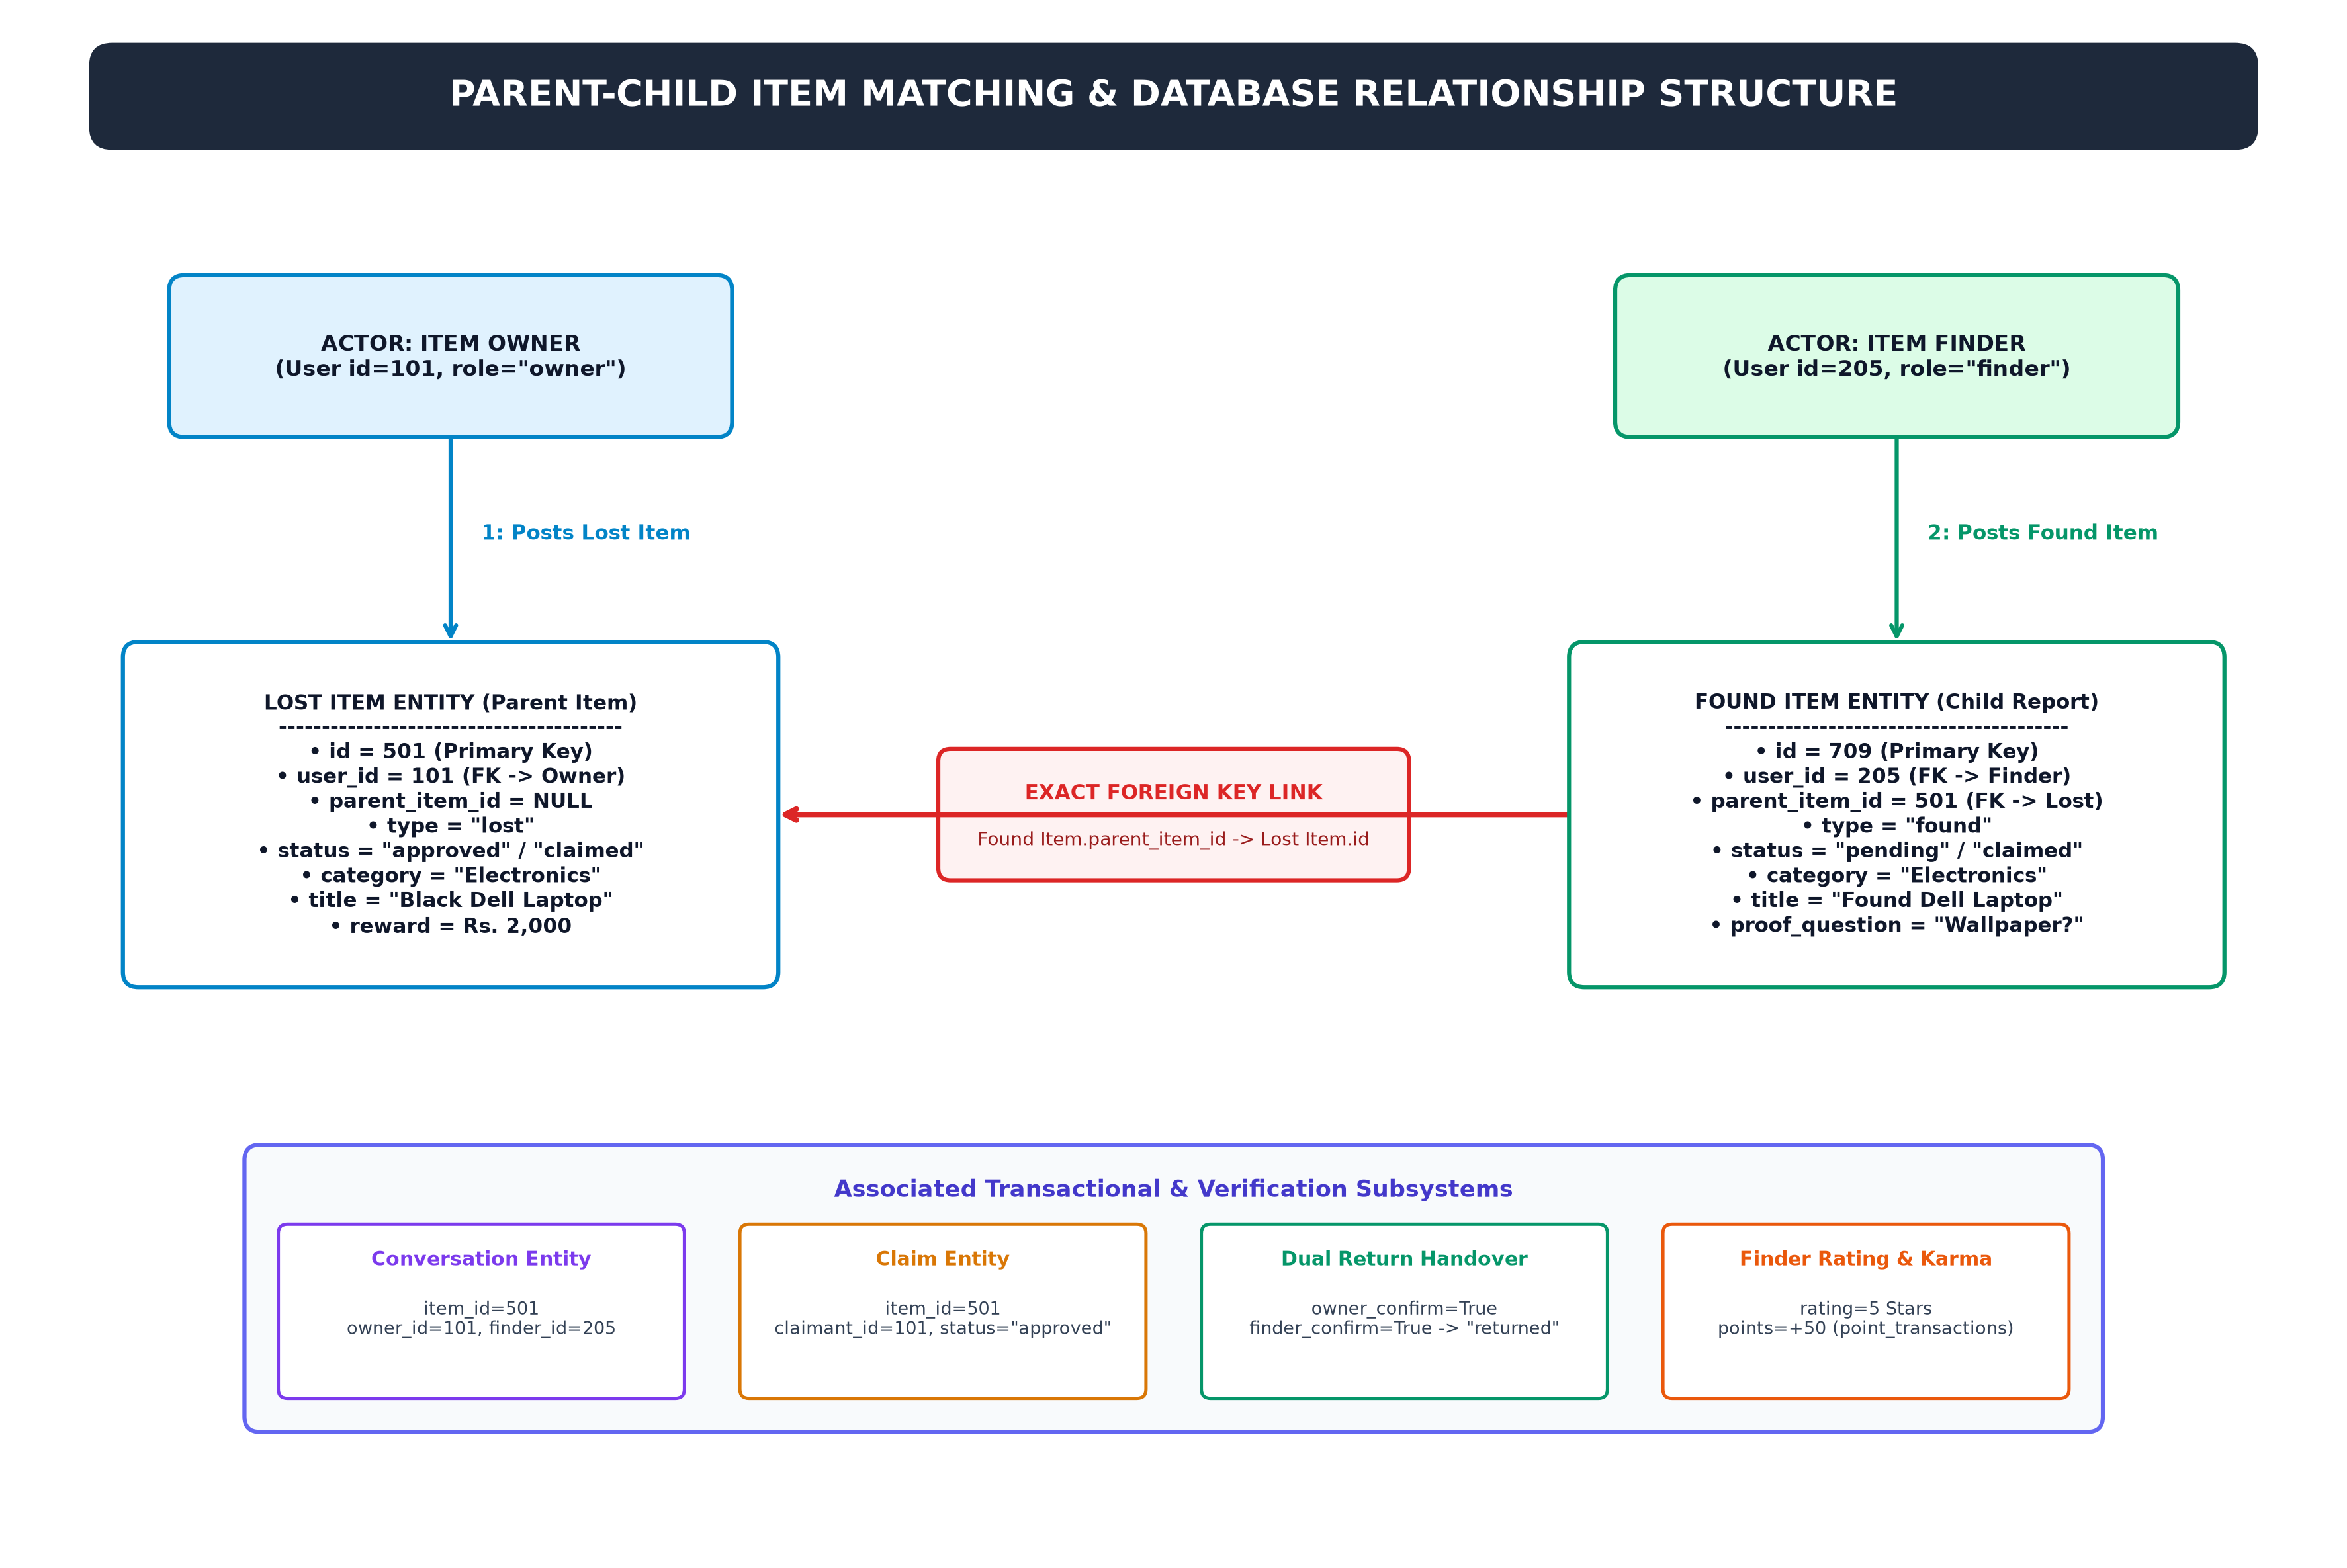 PARENT-CHILD ITEM MATCHING & DATABASE RELATIONSHIP STRUCTURE
ACTOR: ITEM OWNER
(User id=101, role="owner")
ACTOR: ITEM FINDER
(User id=205, role="finder")
1: Posts Lost Item
2: Posts Found Item
LOST ITEM ENTITY (Parent Item)
----------------------------------------
• id = 501 (Primary Key)
• user_id = 101 (FK -> Owner)
• parent_item_id = NULL
• type = "lost"
• status = "approved" / "claimed"
• category = "Electronics"
• title = "Black Dell Laptop"
• reward = Rs. 2,000
EXACT FOREIGN KEY LINK
Found Item.parent_item_id -> Lost Item.id
FOUND ITEM ENTITY (Child Report)
----------------------------------------
• id = 709 (Primary Key)
• user_id = 205 (FK -> Finder)
• parent_item_id = 501 (FK -> Lost)
• type = "found"
• status = "pending" / "claimed"
• category = "Electronics"
• title = "Found Dell Laptop"
• proof_question = "Wallpaper?"
Associated Transactional & Verification Subsystems
Conversation Entity
item_id=501
owner_id=101, finder_id=205
Claim Entity
item_id=501
claimant_id=101, status="approved"
Dual Return Handover
owner_confirm=True
finder_confirm=True -> "returned"
Finder Rating & Karma
rating=5 Stars
points=+50 (point_transactions)